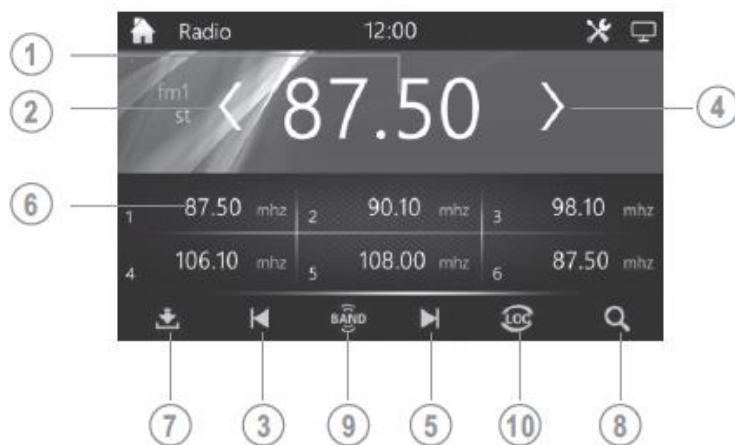 Radio 12:00
1
fm1 87.50
2 4
st
6
1 87.50 mhz 2 90.10 mhz 3 98.10 mhz
4 106.10 mhz 5 108.00 mhz 6 87.50 mhz
BAND LOC
7 3 9 5 10 8